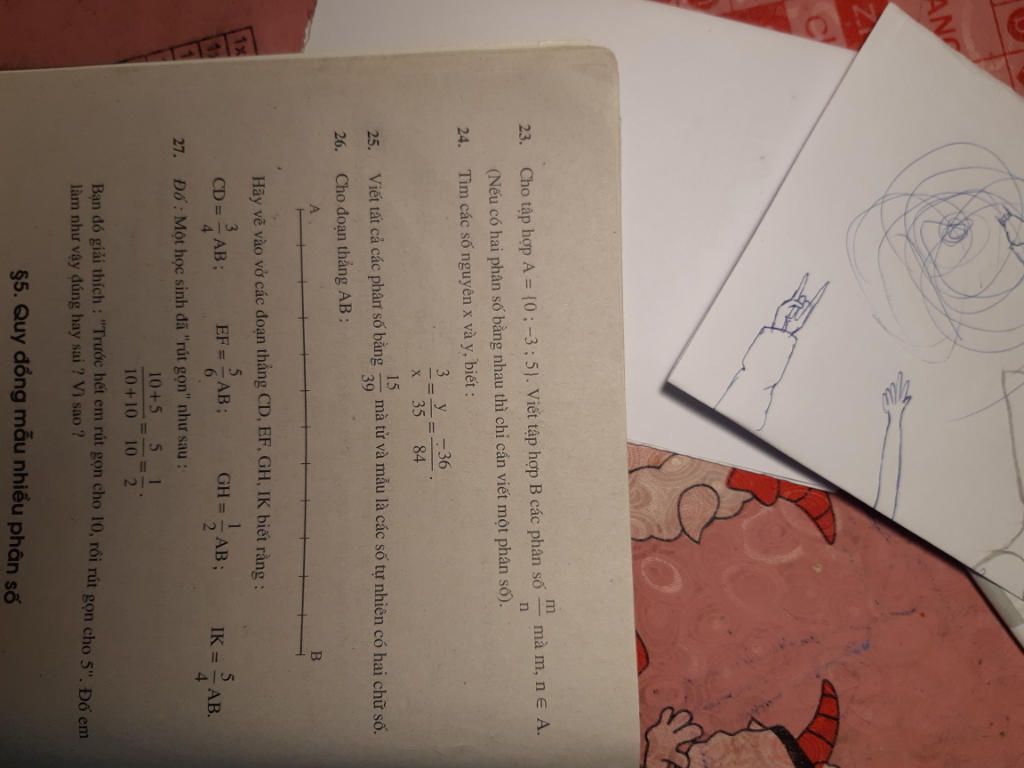 23. Cho tập hợp A = {0 ; −3 ; 5}. Viết tập hợp B các phân số m/n mà m, n ∈ A.
(Nếu có hai phân số bằng nhau thì chỉ cần viết một phân số).
24. Tìm các số nguyên x và y, biết :
3/x = y/35 = −36/84.
25. Viết tất cả các phân số bằng 15/39 mà tử và mẫu là các số tự nhiên có hai chữ số.
26. Cho đoạn thẳng AB :
A B
Hãy vẽ vào vở các đoạn thẳng CD, EF, GH, IK biết rằng :
CD = 3/4 AB ; EF = 5/6 AB ; GH = 1/2 AB ; IK = 5/4 AB.
27. Đố : Một học sinh đã "rút gọn" như sau :
10+5/10+10 = 5/10 = 1/2.
Bạn đó giải thích : "Trước hết em rút gọn cho 10, rồi rút gọn cho 5". Đố em
làm như vậy đúng hay sai ? Vì sao ?
§5. Quy đồng mẫu nhiều phân số